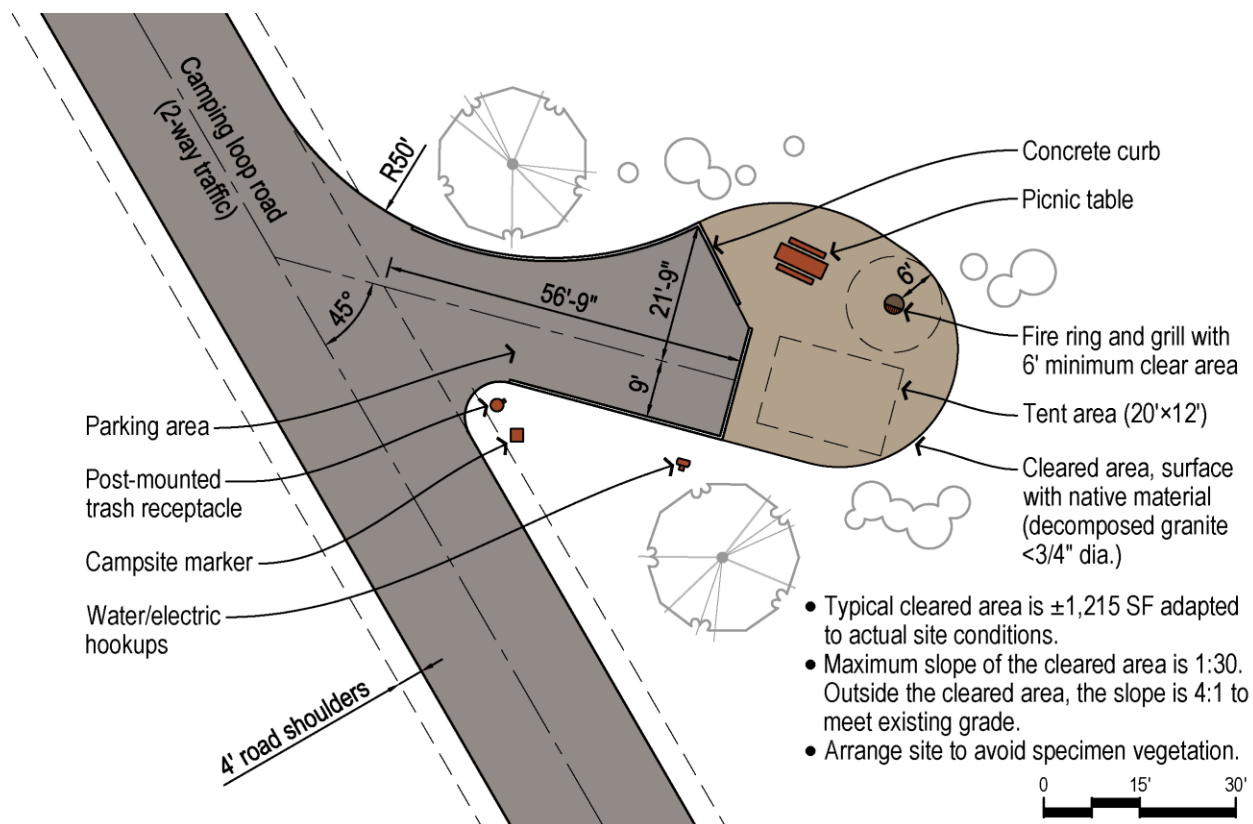 Camping loop road
(2-way traffic)
R50'
45°
56'-9"
21'-9"
9'
6'
Concrete curb
Picnic table
Fire ring and grill with
6' minimum clear area
Tent area (20'×12')
Cleared area, surface
with native material
(decomposed granite
<3/4" dia.)
Parking area
Post-mounted
trash receptacle
Campsite marker
Water/electric
hookups
4' road shoulders
• Typical cleared area is ±1,215 SF adapted
to actual site conditions.
• Maximum slope of the cleared area is 1:30.
Outside the cleared area, the slope is 4:1 to
meet existing grade.
• Arrange site to avoid specimen vegetation.
0 15' 30'